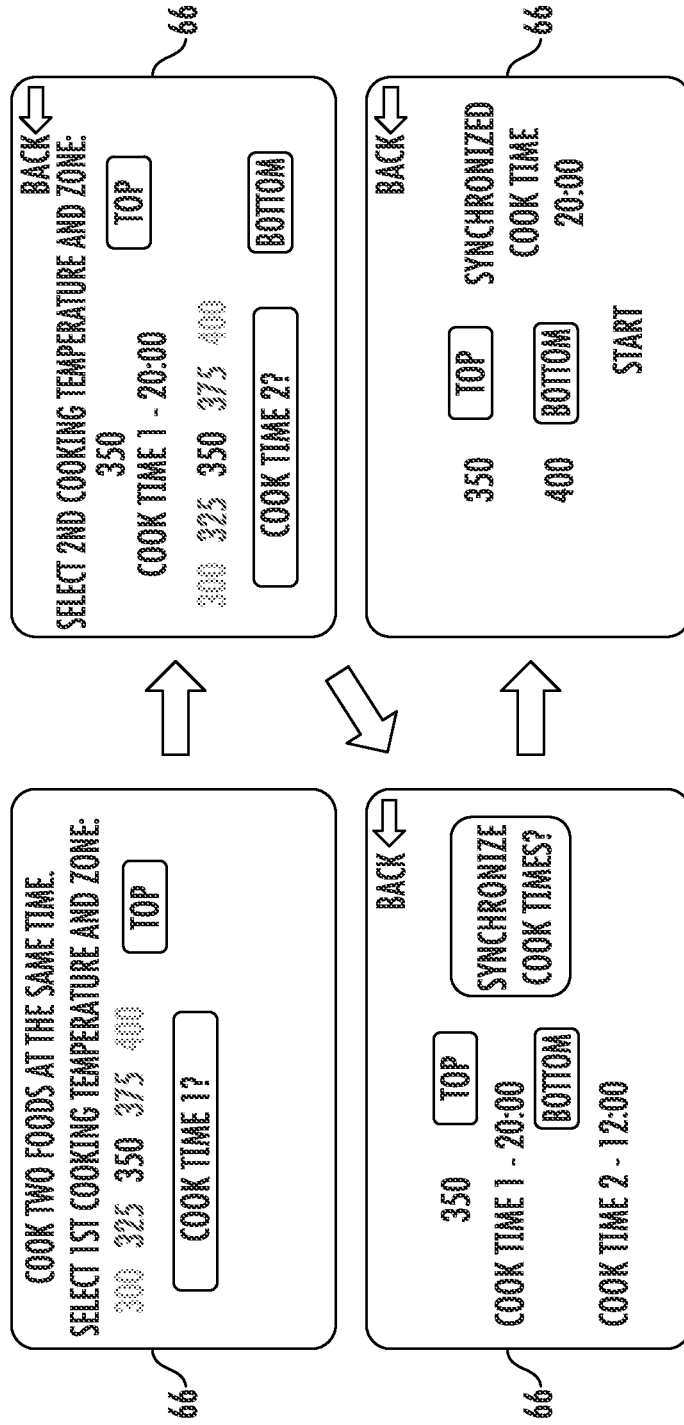 COOK TWO FOODS AT THE SAME TIME.
SELECT 1ST COOKING TEMPERATURE AND ZONE:
300 325 350 375 400
TOP
COOK TIME 1?
66
BACK
SELECT 2ND COOKING TEMPERATURE AND ZONE:
350
TOP
COOK TIME 1 - 20:00
300 325 350 375 400
BOTTOM
COOK TIME 2?
66
BACK
350
TOP
COOK TIME 1 - 20:00
BOTTOM
COOK TIME 2 - 12:00
SYNCHRONIZE
COOK TIMES?
66
BACK
350
TOP
400
BOTTOM
SYNCHRONIZED
COOK TIME
20:00
START
66